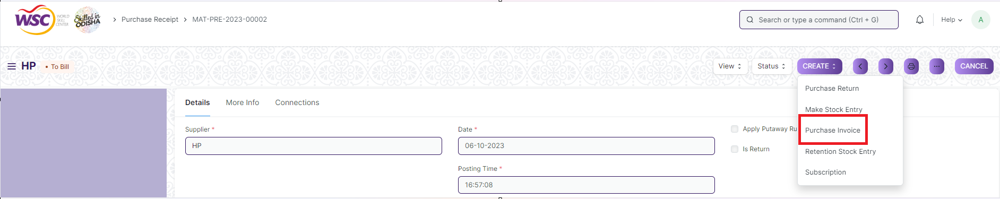 WSC WORLD SKILL CENTER
Skilled in ODISHA
Purchase Receipt
MAT-PRE-2023-00002
Search or type a command (Ctrl + G)
Help
A
HP
• To Bill
View
Status
CREATE
...
CANCEL
Purchase Return
Make Stock Entry
Purchase Invoice
Retention Stock Entry
Subscription
Details
More Info
Connections
Supplier *
HP
Date *
06-10-2023
Posting Time *
16:57:08
Apply Putaway Ru
Is Return